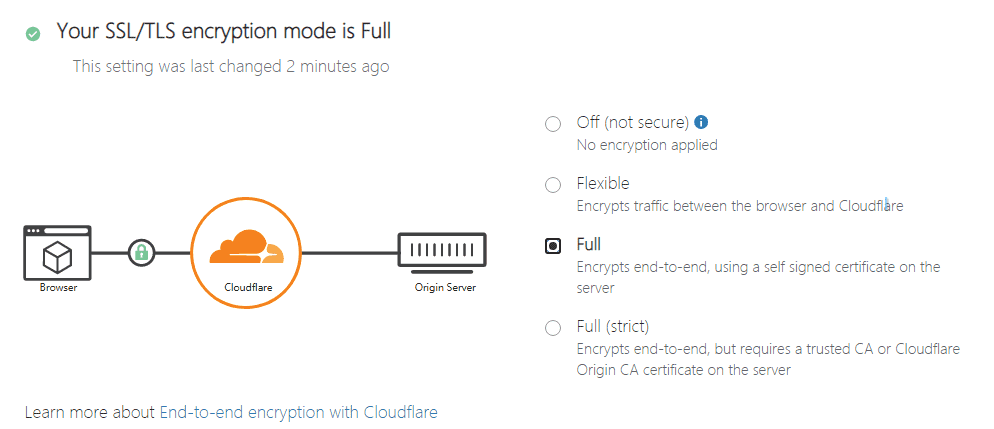 Your SSL/TLS encryption mode is Full
This setting was last changed 2 minutes ago
Off (not secure)
No encryption applied
Flexible
Encrypts traffic between the browser and Cloudflare
Full
Encrypts end-to-end, using a self signed certificate on the
server
Full (strict)
Encrypts end-to-end, but requires a trusted CA or Cloudflare
Origin CA certificate on the server
Browser
Cloudflare
Origin Server
Learn more about End-to-end encryption with Cloudflare